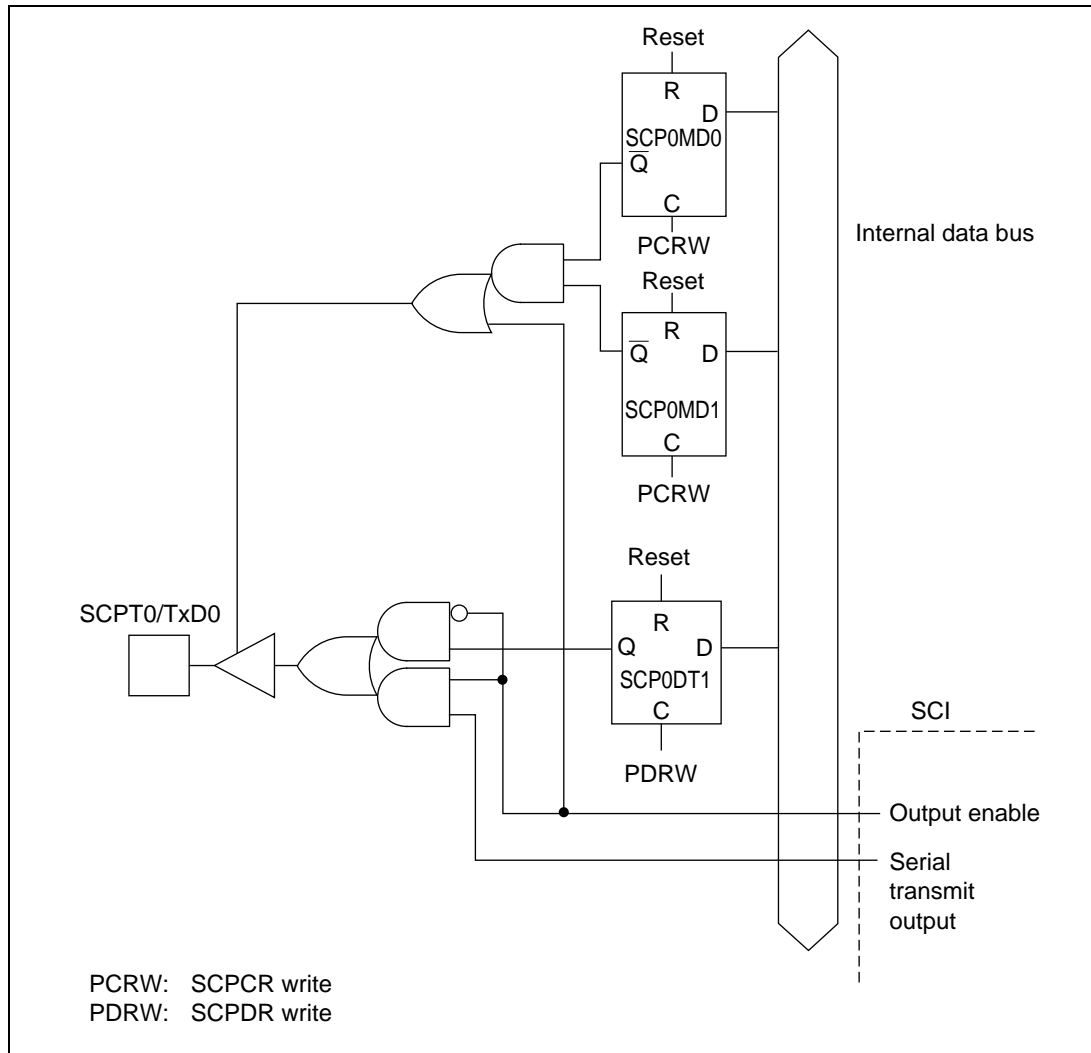 Reset
R
D
SCP0MD0
Q
C
PCRW
Internal data bus
Reset
R
Q
D
SCP0MD1
C
PCRW
Reset
SCPT0/TxD0
R
Q
D
SCP0DT1
C
SCI
PDRW
Output enable
Serial
transmit
output
PCRW: SCPCR write
PDRW: SCPDR write